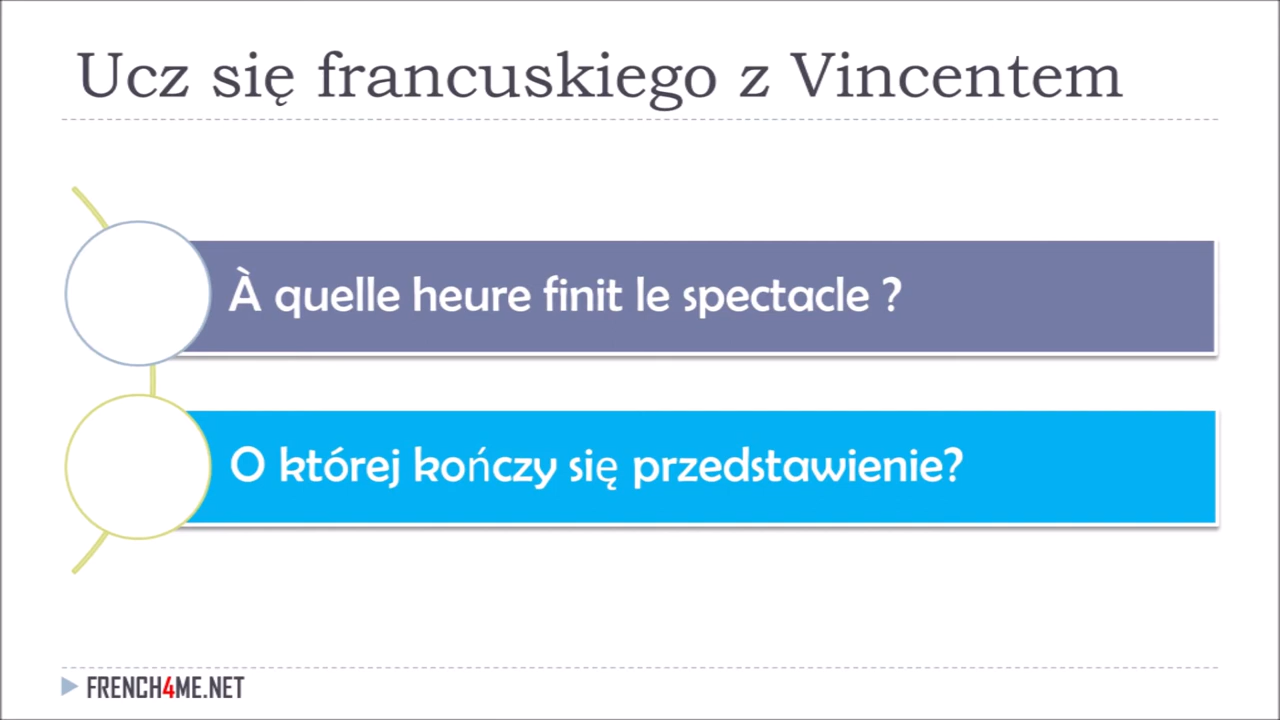 Ucz się francuskiego z Vincentem
À quelle heure finit le spectacle ?
O której kończy się przedstawienie?
FRENCH4ME.NET